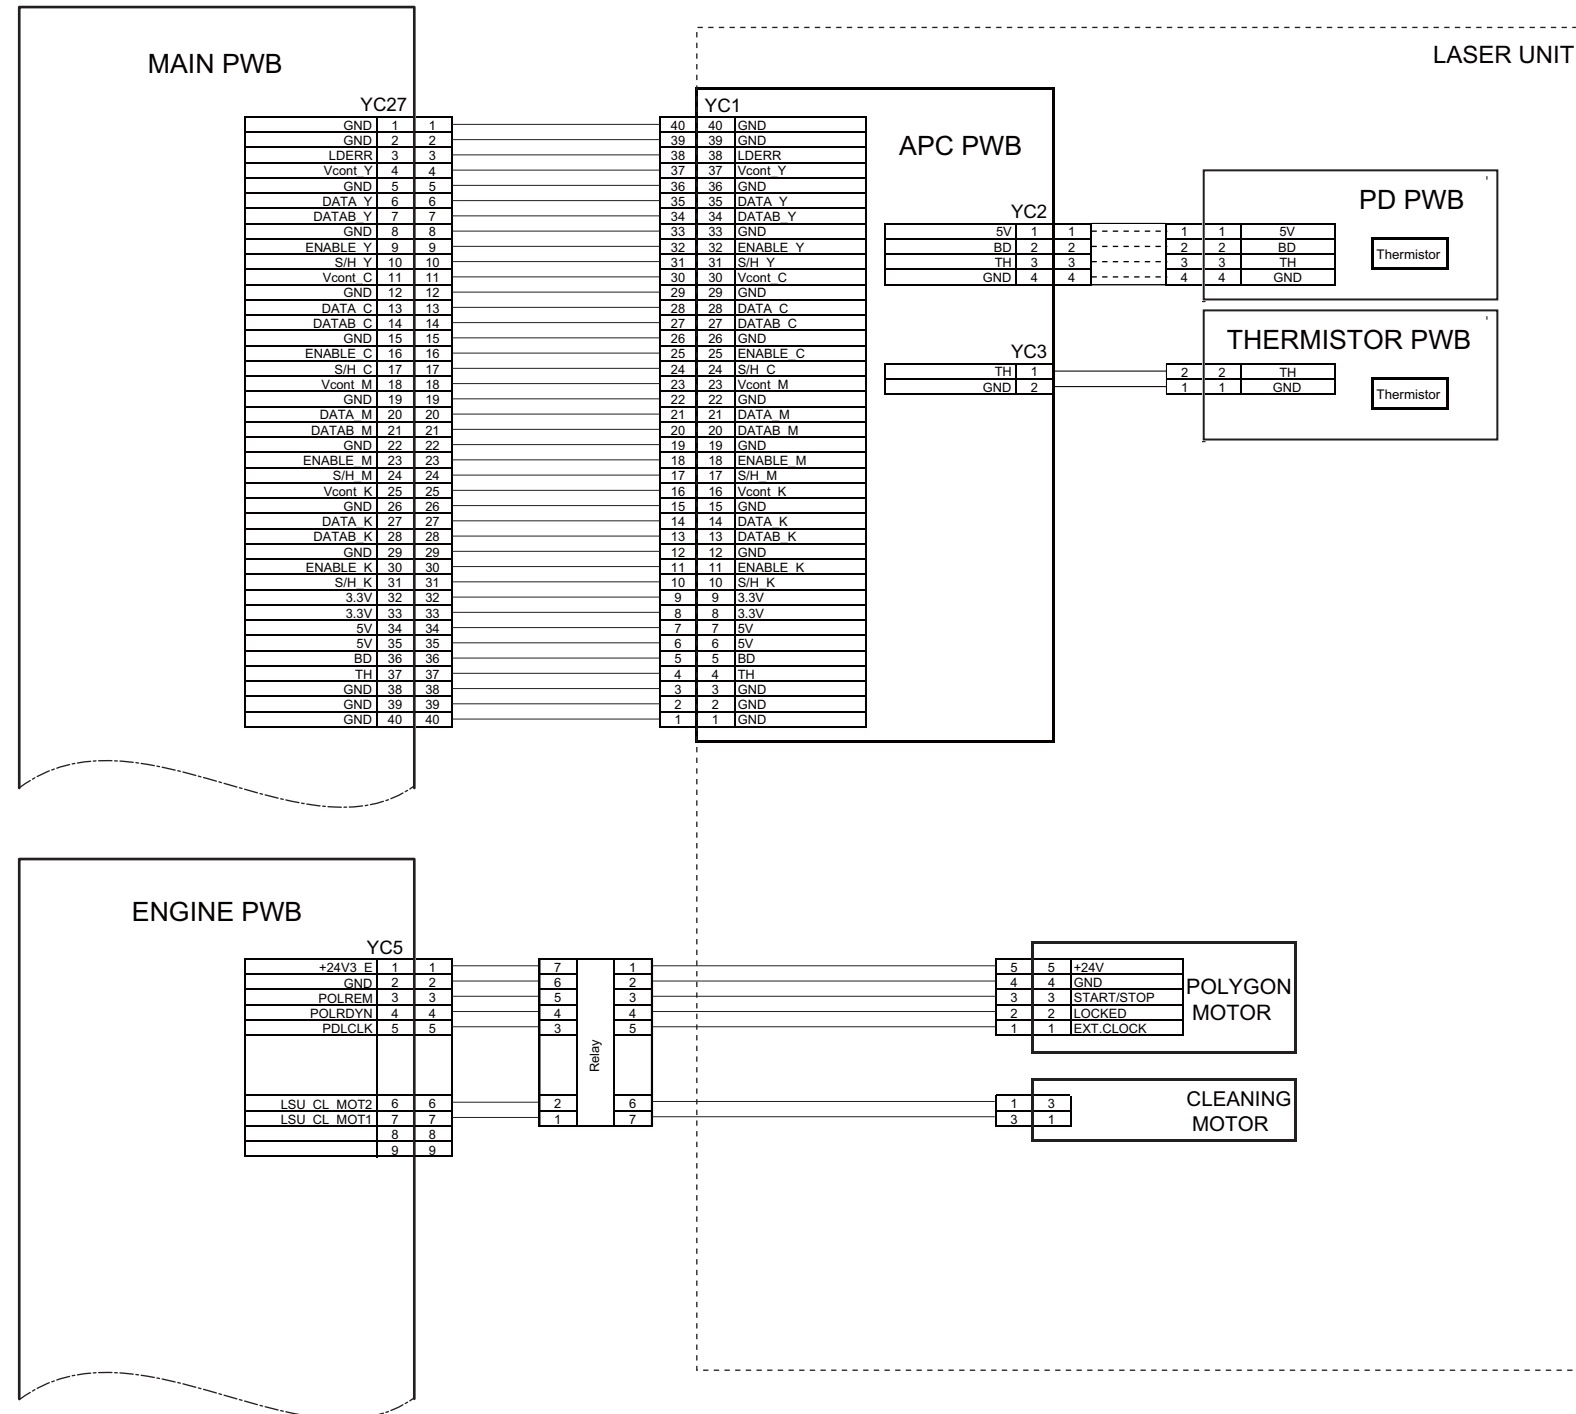 LASER UNIT
MAIN PWB
YC27
YC1
APC PWB
GND 1 1 40 40 GND
GND 2 2 39 39 GND
LDERR 3 3 38 38 LDERR
Vcont_Y 4 4 37 37 Vcont_Y
GND 5 5 36 36 GND
DATA_Y 6 6 35 35 DATA_Y
DATAB_Y 7 7 34 34 DATAB_Y
GND 8 8 33 33 GND
ENABLE_Y 9 9 32 32 ENABLE_Y
S/H_Y 10 10 31 31 S/H_Y
Vcont_C 11 11 30 30 Vcont_C
GND 12 12 29 29 GND
DATA_C 13 13 28 28 DATA_C
DATAB_C 14 14 27 27 DATAB_C
GND 15 15 26 26 GND
ENABLE_C 16 16 25 25 ENABLE_C
S/H_C 17 17 24 24 S/H_C
Vcont_M 18 18 23 23 Vcont_M
GND 19 19 22 22 GND
DATA_M 20 20 21 21 DATA_M
DATAB_M 21 21 20 20 DATAB_M
GND 22 22 19 19 GND
ENABLE_M 23 23 18 18 ENABLE_M
S/H_M 24 24 17 17 S/H_M
Vcont_K 25 25 16 16 Vcont_K
GND 26 26 15 15 GND
DATA_K 27 27 14 14 DATA_K
DATAB_K 28 28 13 13 DATAB_K
GND 29 29 12 12 GND
ENABLE_K 30 30 11 11 ENABLE_K
S/H_K 31 31 10 10 S/H_K
3.3V 32 32 9 9 3.3V
3.3V 33 33 8 8 3.3V
5V 34 34 7 7 5V
5V 35 35 6 6 5V
BD 36 36 5 5 BD
TH 37 37 4 4 TH
GND 38 38 3 3 GND
GND 39 39 2 2 GND
GND 40 40 1 1 GND
YC2
PD PWB
5V 1 1 1 1 5V
BD 2 2 2 2 BD
TH 3 3 3 3 TH
GND 4 4 4 4 GND
Thermistor
YC3
THERMISTOR PWB
TH 1 2 2 TH
GND 2 1 1 GND
Thermistor
ENGINE PWB
YC5
+24V3_E 1 1 7 1 5 5 +24V
GND 2 2 6 2 4 4 GND
POLREM 3 3 5 3 3 3 START/STOP
POLRDYN 4 4 4 4 2 2 LOCKED
PDLCLK 5 5 3 5 1 1 EXT.CLOCK
POLYGON
MOTOR
Relay
LSU_CL_MOT2 6 6 2 6 1 3
LSU_CL_MOT1 7 7 1 7 3 1
8 8
9 9
CLEANING
MOTOR